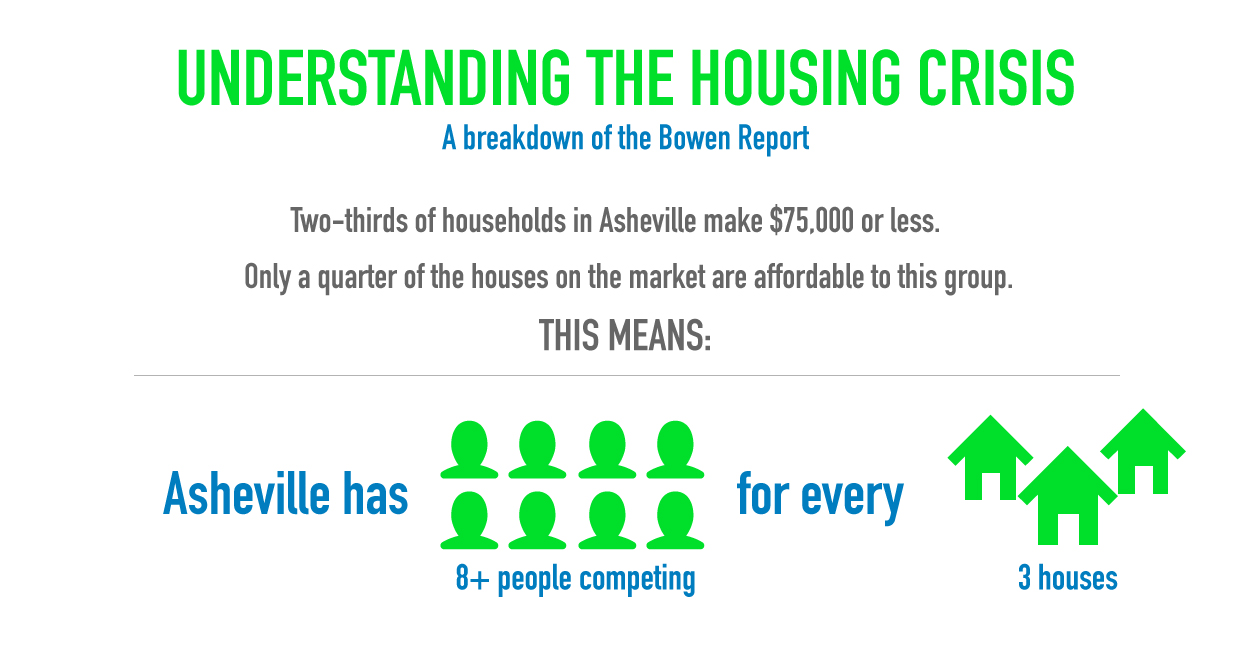 UNDERSTANDING THE HOUSING CRISIS
A breakdown of the Bowen Report
Two-thirds of households in Asheville make $75,000 or less.
Only a quarter of the houses on the market are affordable to this group.
THIS MEANS:
Asheville has
for every
8+ people competing
3 houses